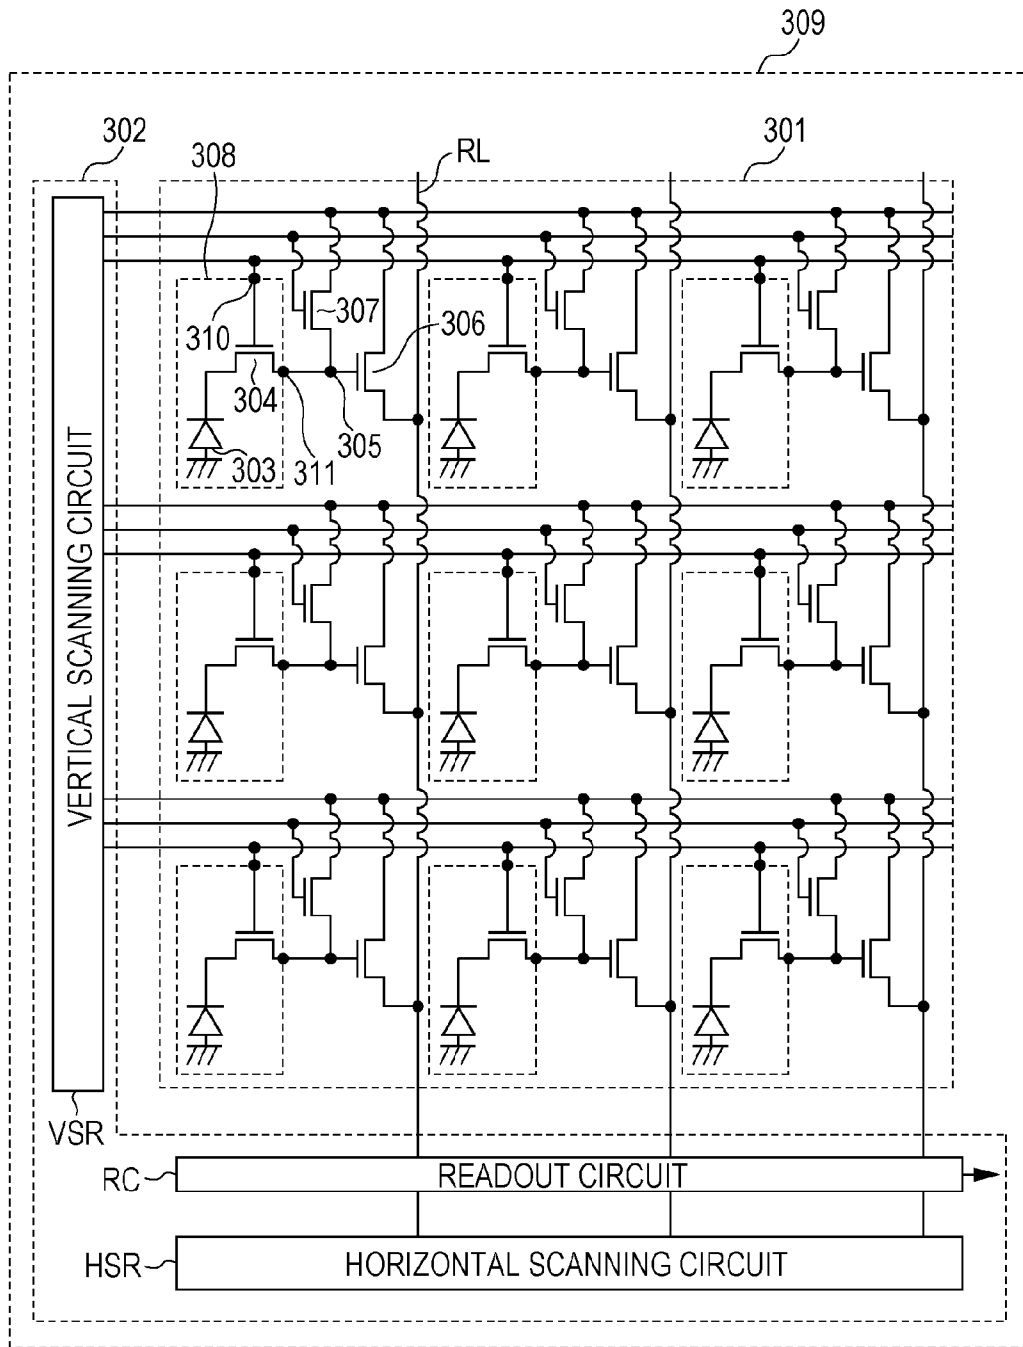 309
302
308
RL
301
310
307
306
304
303
311
305
VERTICAL SCANNING CIRCUIT
VSR
RC
READOUT CIRCUIT
HSR
HORIZONTAL SCANNING CIRCUIT